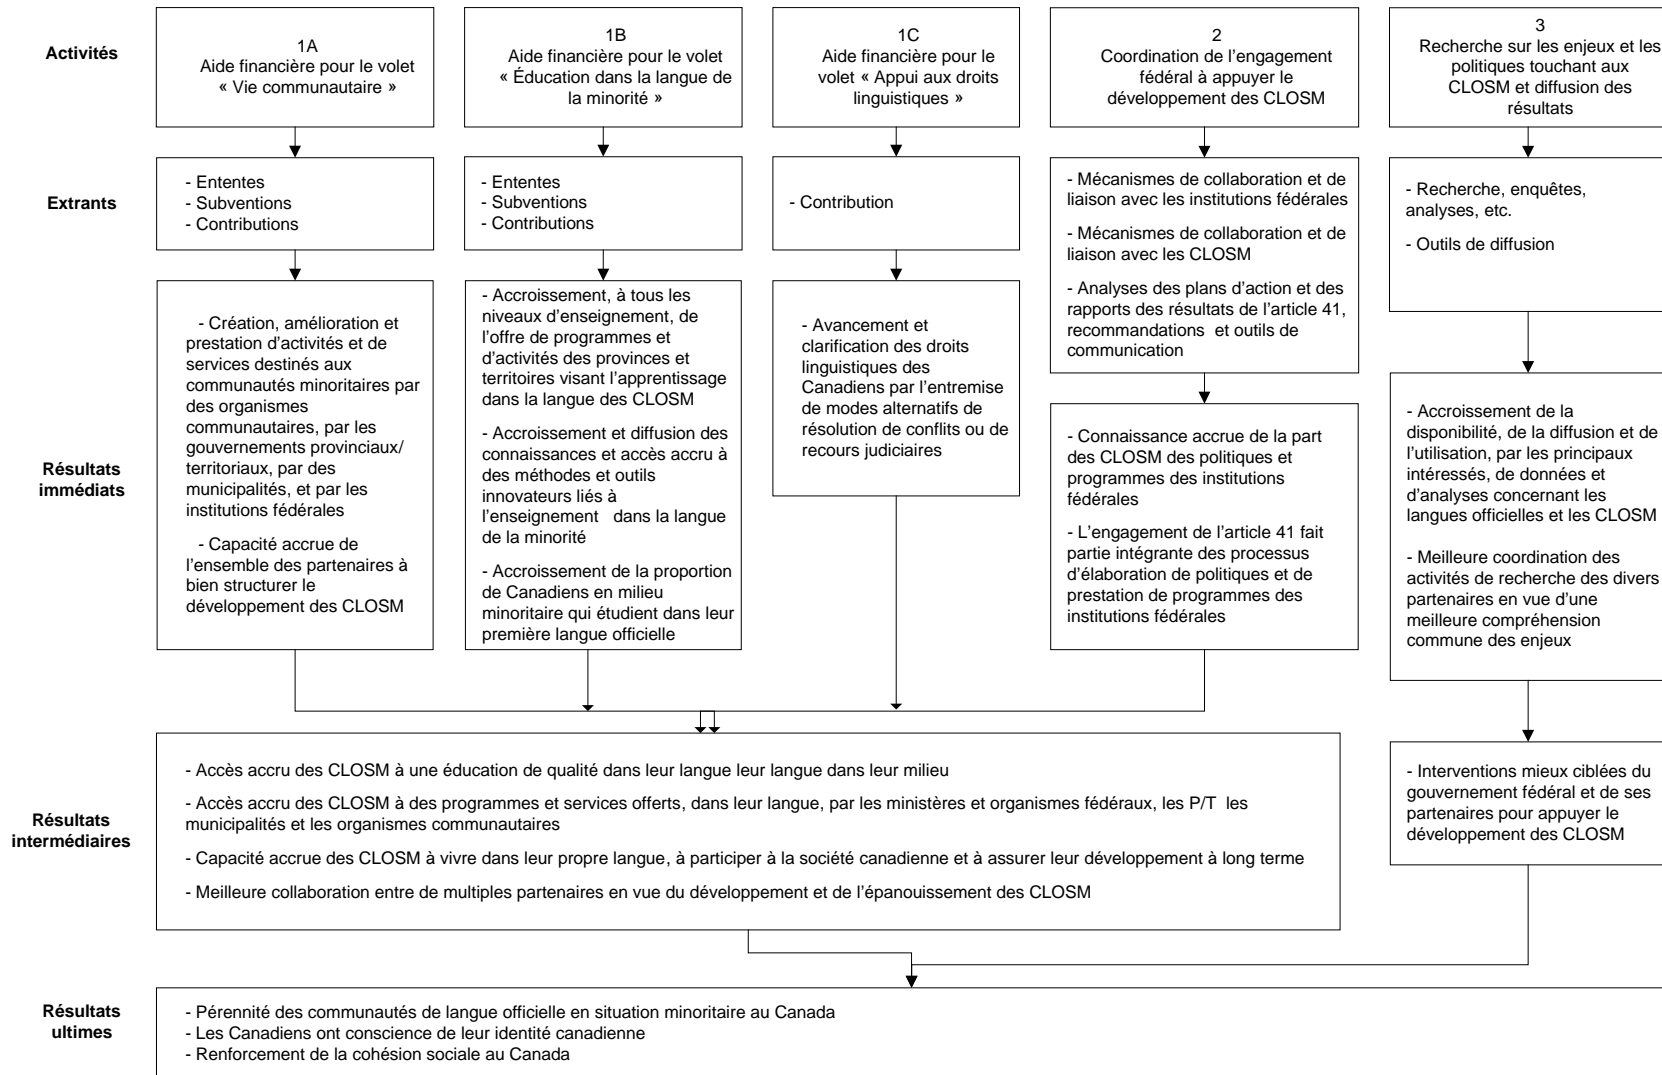 Activités
1A
Aide financière pour le volet
« Vie communautaire »
1B
Aide financière pour le volet
« Éducation dans la langue de
la minorité »
1C
Aide financière pour le
volet « Appui aux droits
linguistiques »
2
Coordination de l'engagement
fédéral à appuyer le
développement des CLOSM
3
Recherche sur les enjeux et les
politiques touchant aux
CLOSM et diffusion des
résultats
Extrants
- Ententes
- Subventions
- Contributions
- Ententes
- Subventions
- Contributions
- Contribution
- Mécanismes de collaboration et de
liaison avec les institutions fédérales
- Mécanismes de collaboration et de
liaison avec les CLOSM
- Analyses des plans d'action et des
rapports des résultats de l'article 41,
recommandations et outils de
communication
- Recherche, enquêtes,
analyses, etc.
- Outils de diffusion
Résultats
immédiats
- Création, amélioration et
prestation d'activités et de
services destinés aux
communautés minoritaires par
des organismes
communautaires, par les
gouvernements provinciaux/
territoriaux, par des
municipalités, et par les
institutions fédérales
- Capacité accrue de
l'ensemble des partenaires à
bien structurer le
développement des CLOSM
- Accroissement, à tous les
niveaux d'enseignement, de
l'offre de programmes et
d'activités des provinces et
territoires visant l'apprentissage
dans la langue des CLOSM
- Accroissement et diffusion des
connaissances et accès accru à
des méthodes et outils
innovateurs liés à
l'enseignement dans la langue
de la minorité
- Accroissement de la proportion
de Canadiens en milieu
minoritaire qui étudient dans leur
première langue officielle
- Avancement et
clarification des droits
linguistiques des
Canadiens par l'entremise
de modes alternatifs de
résolution de conflits ou de
recours judiciaires
- Connaissance accrue de la part
des CLOSM des politiques et
programmes des institutions
fédérales
- L'engagement de l'article 41 fait
partie intégrante des processus
d'élaboration de politiques et de
prestation de programmes des
institutions fédérales
- Accroissement de la
disponibilité, de la diffusion et de
l'utilisation, par les principaux
intéressés, de données et
d'analyses concernant les
langues officielles et les CLOSM
- Meilleure coordination des
activités de recherche des divers
partenaires en vue d'une
meilleure compréhension
commune des enjeux
Résultats
intermédiaires
- Accès accru des CLOSM à une éducation de qualité dans leur langue leur langue dans leur milieu
- Accès accru des CLOSM à des programmes et services offerts, dans leur langue, par les ministères et organismes fédéraux, les P/T les
municipalités et les organismes communautaires
- Capacité accrue des CLOSM à vivre dans leur propre langue, à participer à la société canadienne et à assurer leur développement à long terme
- Meilleure collaboration entre de multiples partenaires en vue du développement et de l'épanouissement des CLOSM
- Interventions mieux ciblées du
gouvernement fédéral et de ses
partenaires pour appuyer le
développement des CLOSM
Résultats
ultimes
- Pérennité des communautés de langue officielle en situation minoritaire au Canada
- Les Canadiens ont conscience de leur identité canadienne
- Renforcement de la cohésion sociale au Canada